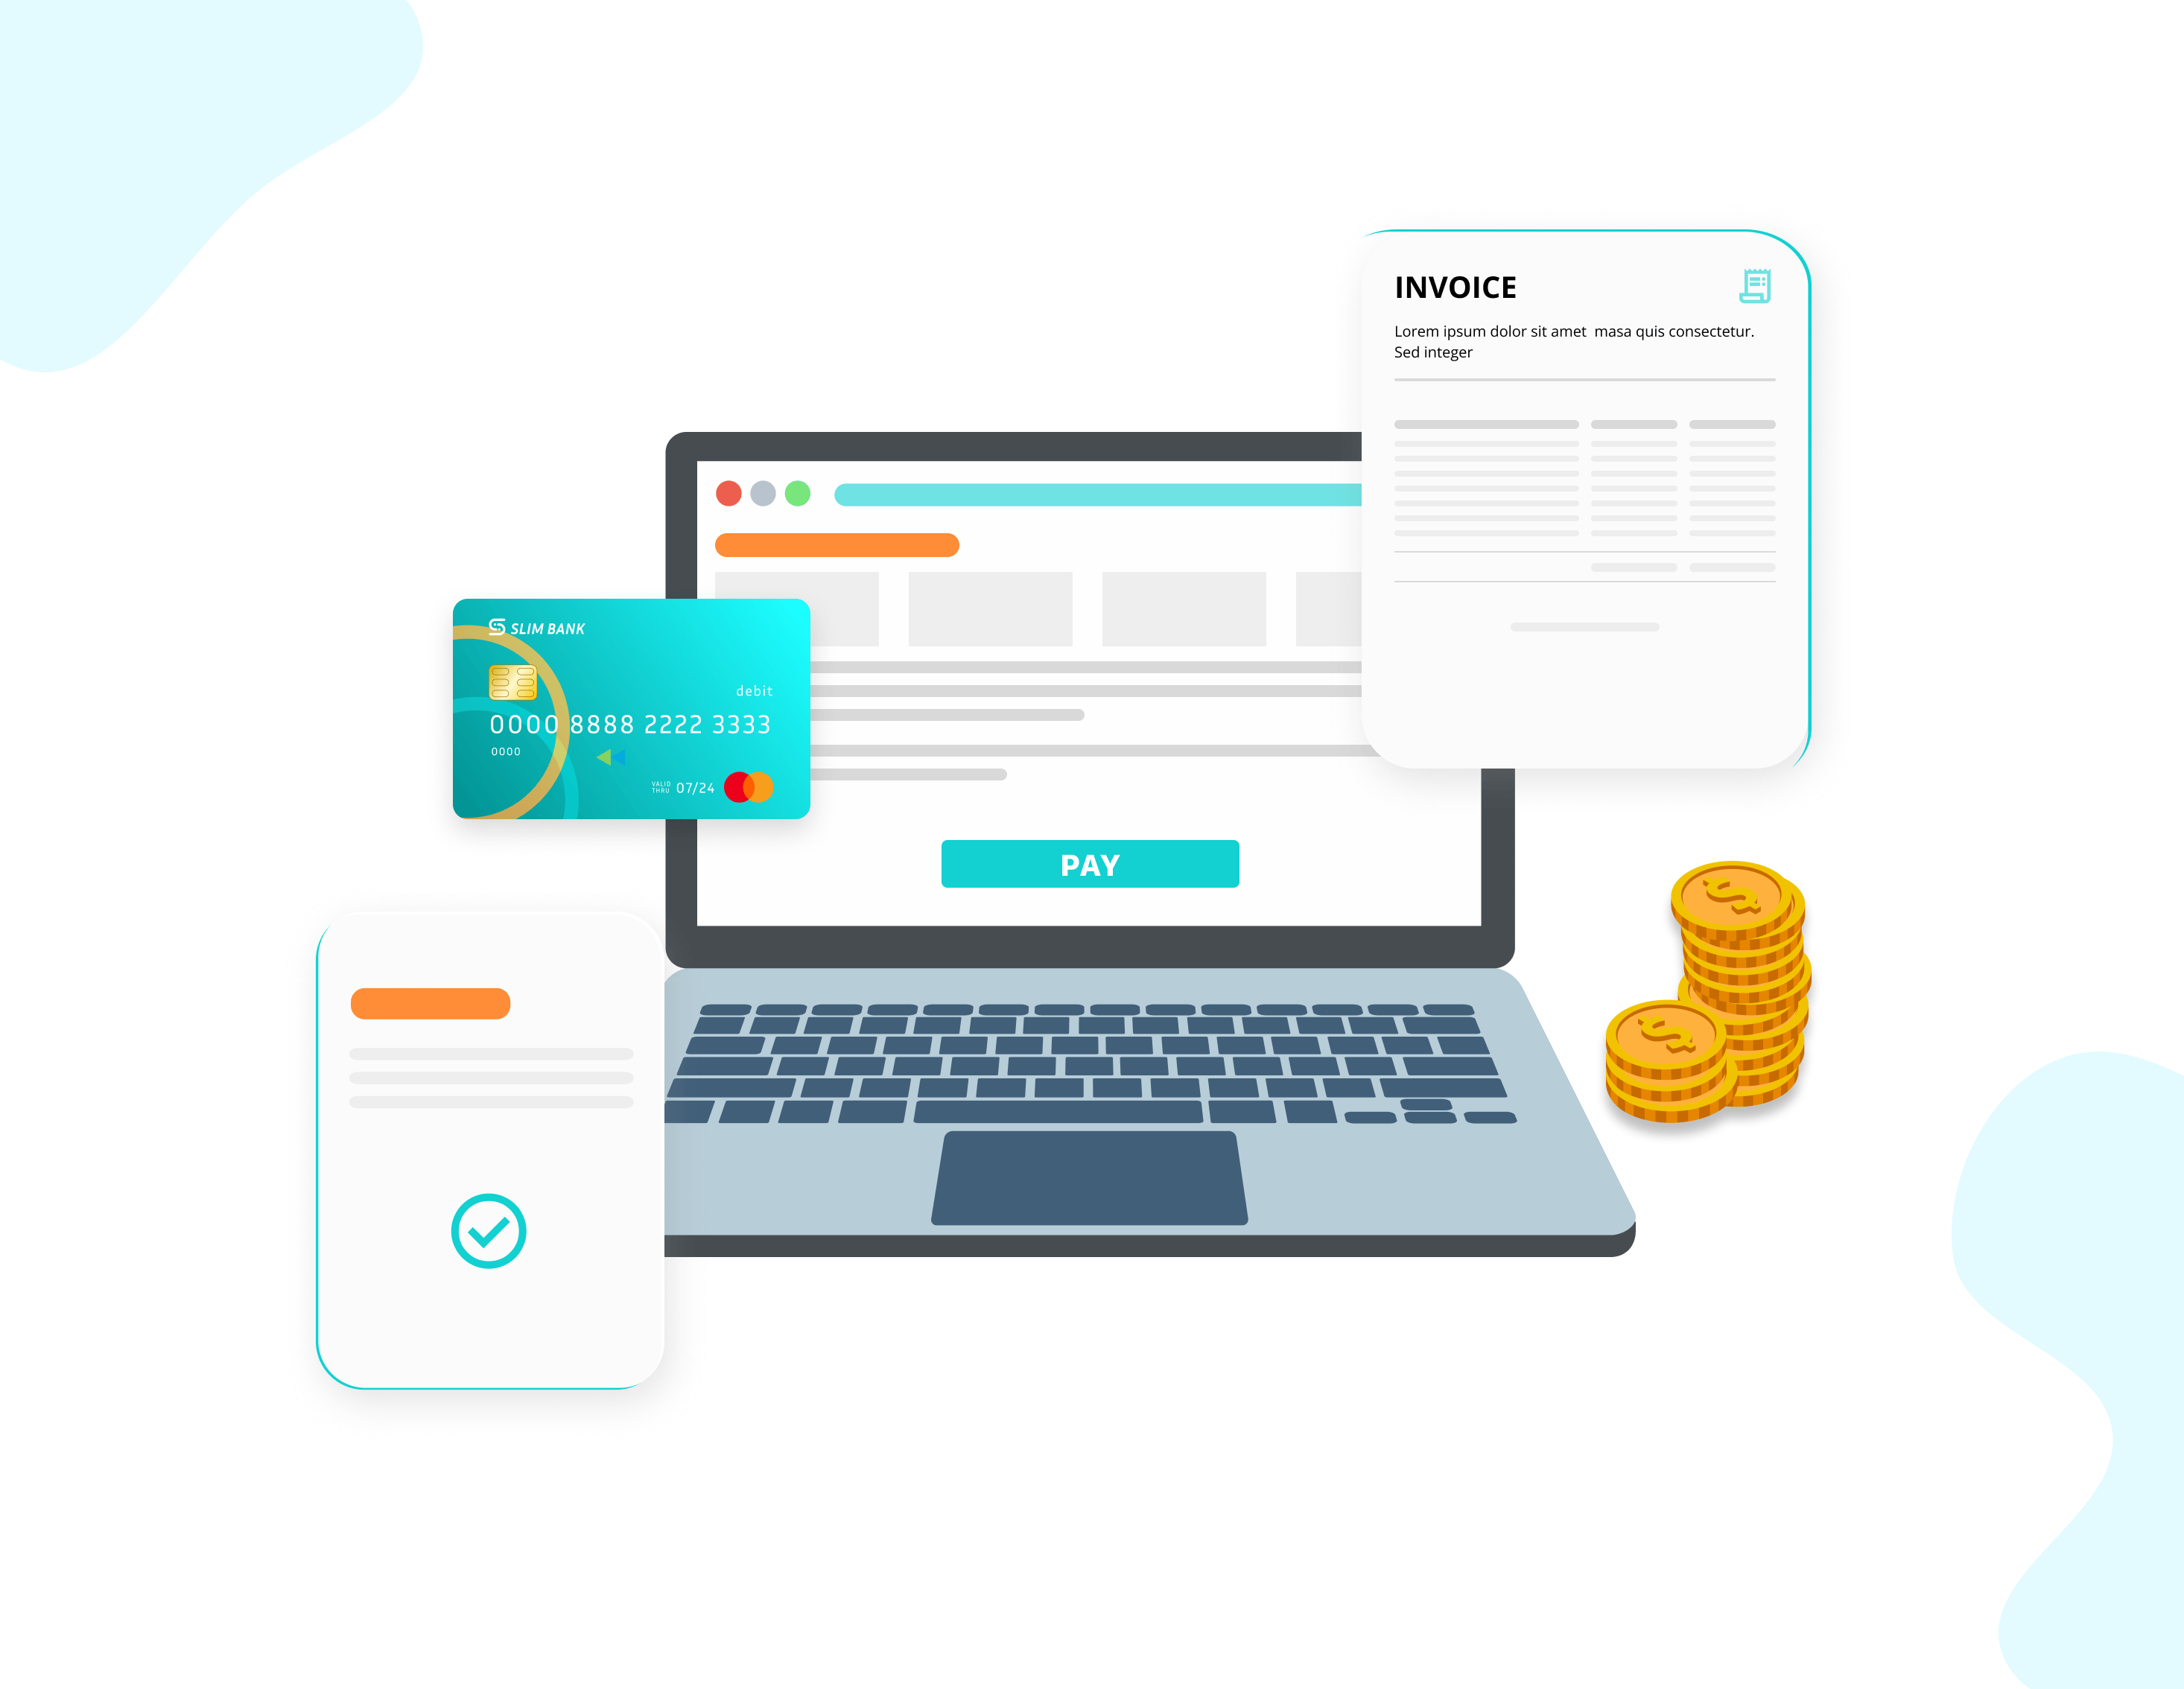 INVOICE
Lorem ipsum dolor sit amet  masa quis consectetur.
Sed integer
SLIM BANK
debit
0000 8888 2222 3333
0000
VALID
THRU 07/24
PAY